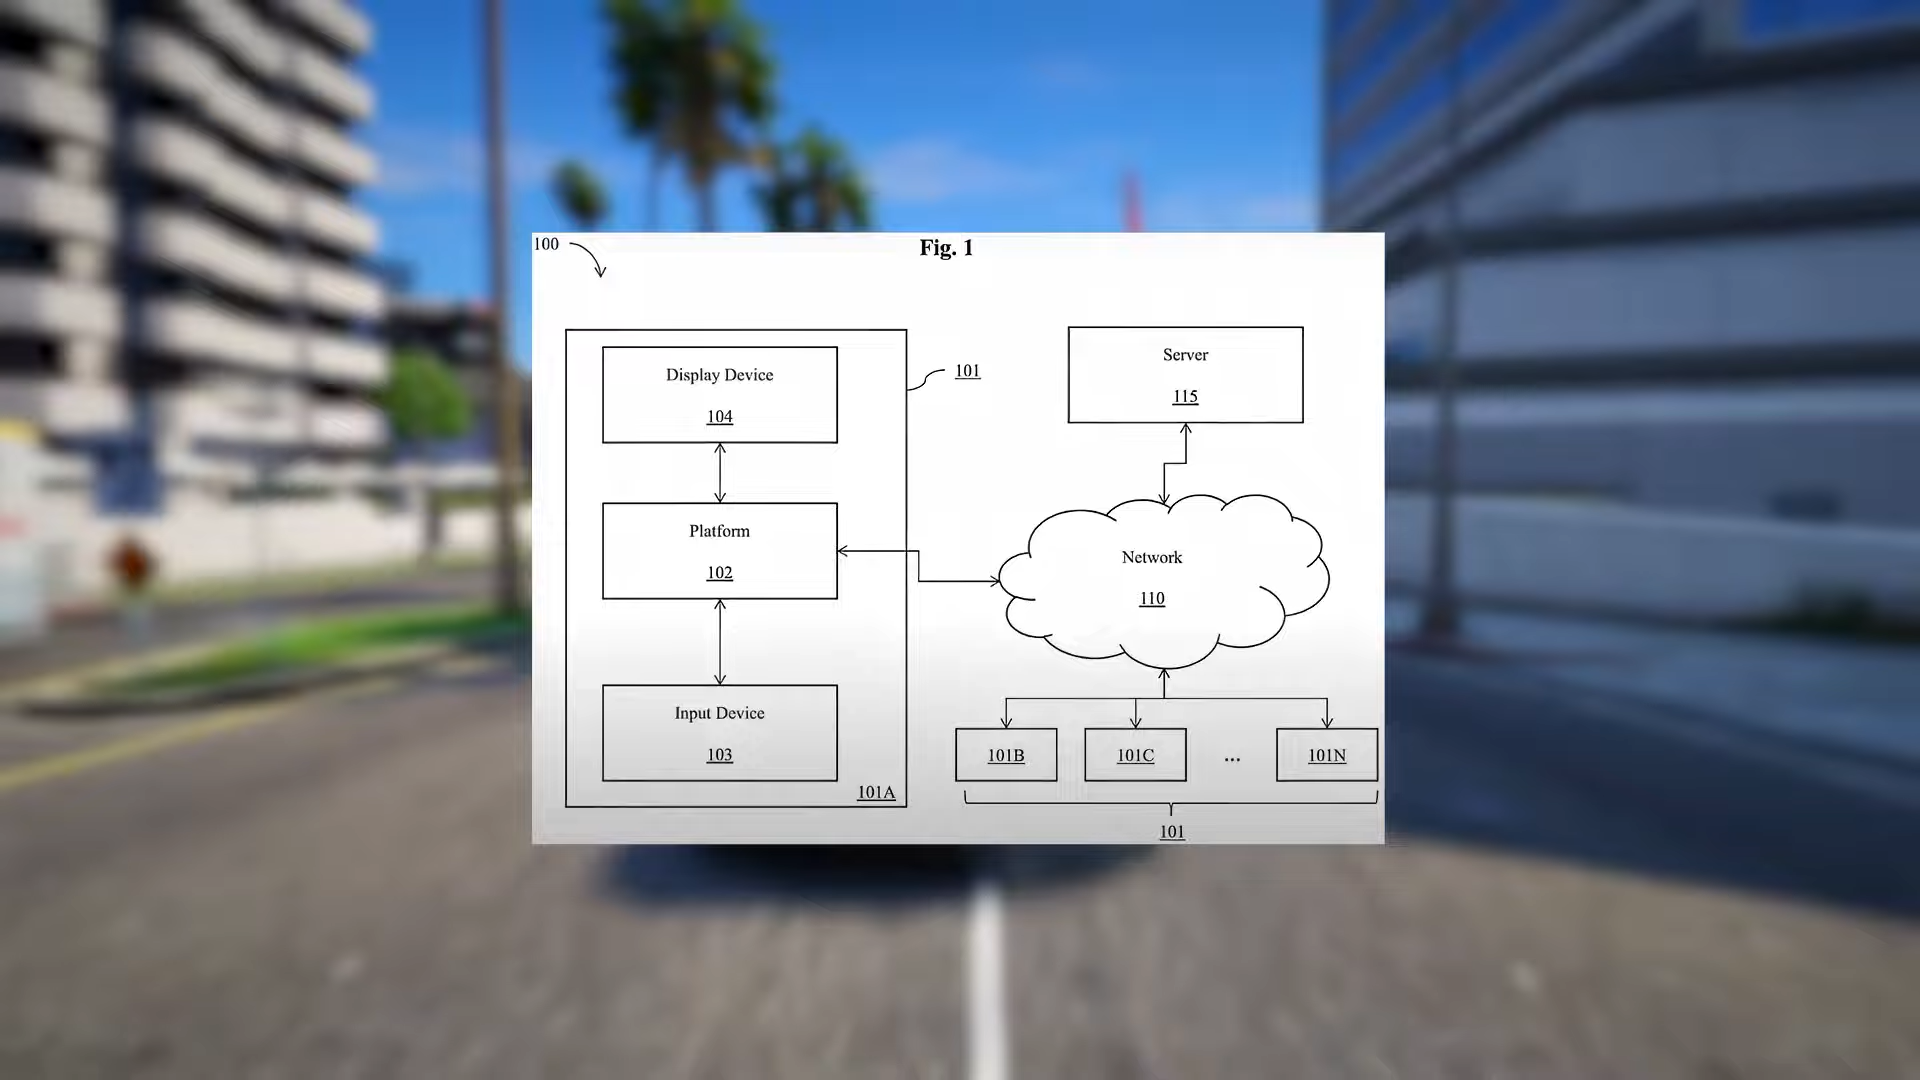 100
Fig. 1
Display Device
104
101
Server
115
Platform
102
Network
110
Input Device
103
101A
101B
101C
...
101N
101